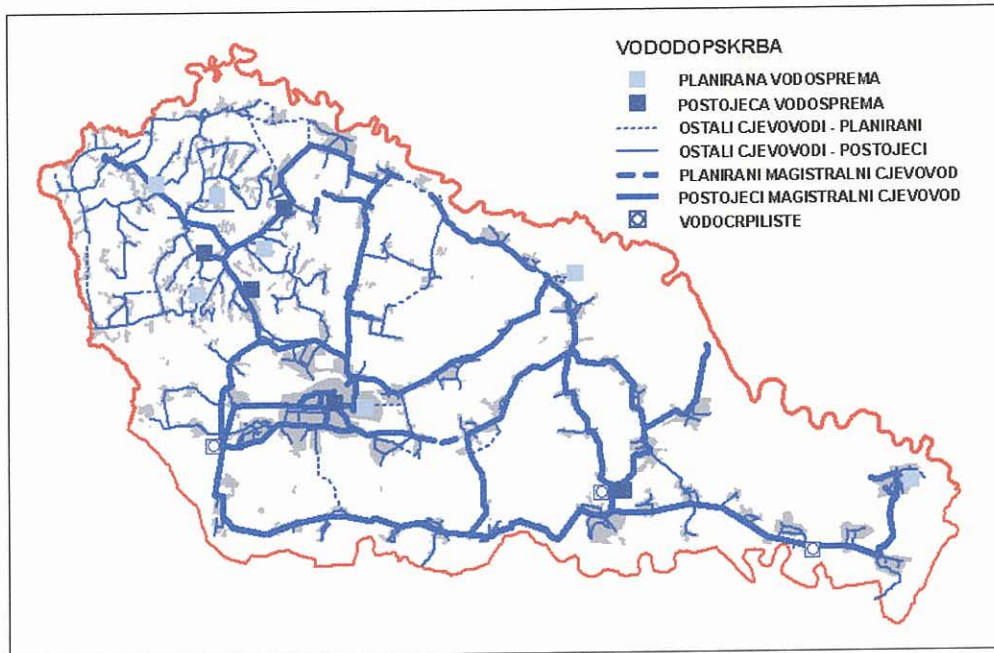 VODODOPSKRBA
PLANIRANA VODOSPREMA
POSTOJECA VODOSPREMA
OSTALI CJEVOVODI - PLANIRANI
OSTALI CJEVOVODI - POSTOJECI
PLANIRANI MAGISTRALNI CJEVOVOD
POSTOJECI MAGISTRALNI CJEVOVOD
VODOCRPILISTE